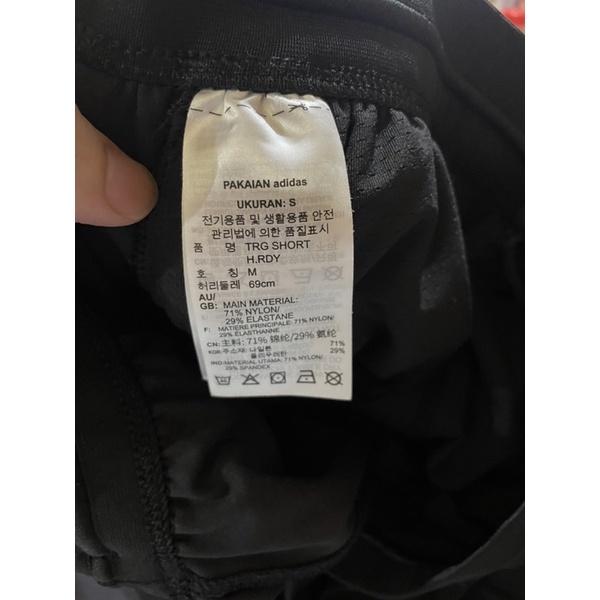 PAKAIAN adidas
UKURAN: S
전기용품 및 생활용품 안전
관리법에 의한 품질표시
품 명 TRG SHORT
H.RDY
호 칭 M
허리둘레 69cm
AU/
GB: MAIN MATERIAL:
71% NYLON/
29% ELASTANE
F: MATIERE PRINCIPALE: 71% NYLON/
29% ELASTHANNE
CN: 主料: 71% 锦纶/29% 氨纶
KOR: 주소재: 나일론 71%
폴리우레탄 29%
IND:MATERIAL UTAMA: 71% NYLON/
29% SPANDEX